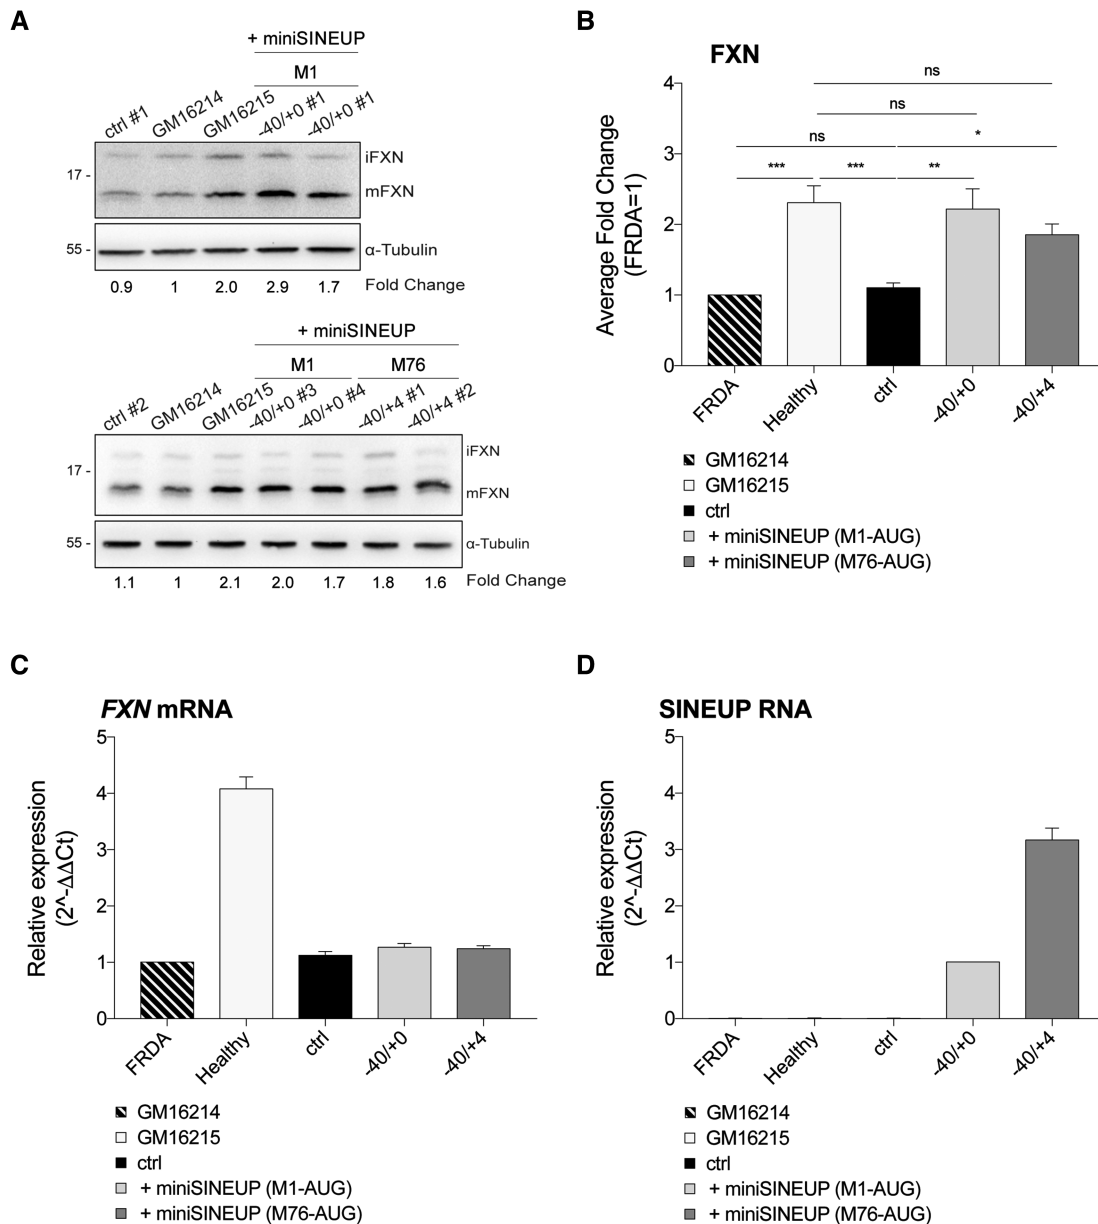 A
+ miniSINEUP
M1
ctrl #1 GM16214 GM16215 -40/+0 #1 -40/+0 #1
iFXN
17 -
mFXN
55 - α-Tubulin
0.9 1 2.0 2.9 1.7 Fold Change
+ miniSINEUP
M1 M76
ctrl #2 GM16214 GM16215 -40/+0 #3 -40/+0 #4 -40/+4 #1 -40/+4 #2
iFXN
17 -
mFXN
55 - α-Tubulin
1.1 1 2.1 2.0 1.7 1.8 1.6 Fold Change
B
FXN
Average Fold Change
(FRDA=1)
4
3
2
1
0
ns
ns
ns *
*** *** **
FRDA Healthy ctrl -40/+0 -40/+4
GM16214
GM16215
ctrl
+ miniSINEUP (M1-AUG)
+ miniSINEUP (M76-AUG)
C
FXN mRNA
Relative expression
(2^-ΔΔCt)
5
4
3
2
1
0
FRDA Healthy ctrl -40/+0 -40/+4
GM16214
GM16215
ctrl
+ miniSINEUP (M1-AUG)
+ miniSINEUP (M76-AUG)
D
SINEUP RNA
Relative expression
(2^-ΔΔCt)
5
4
3
2
1
0
FRDA Healthy ctrl -40/+0 -40/+4
GM16214
GM16215
ctrl
+ miniSINEUP (M1-AUG)
+ miniSINEUP (M76-AUG)